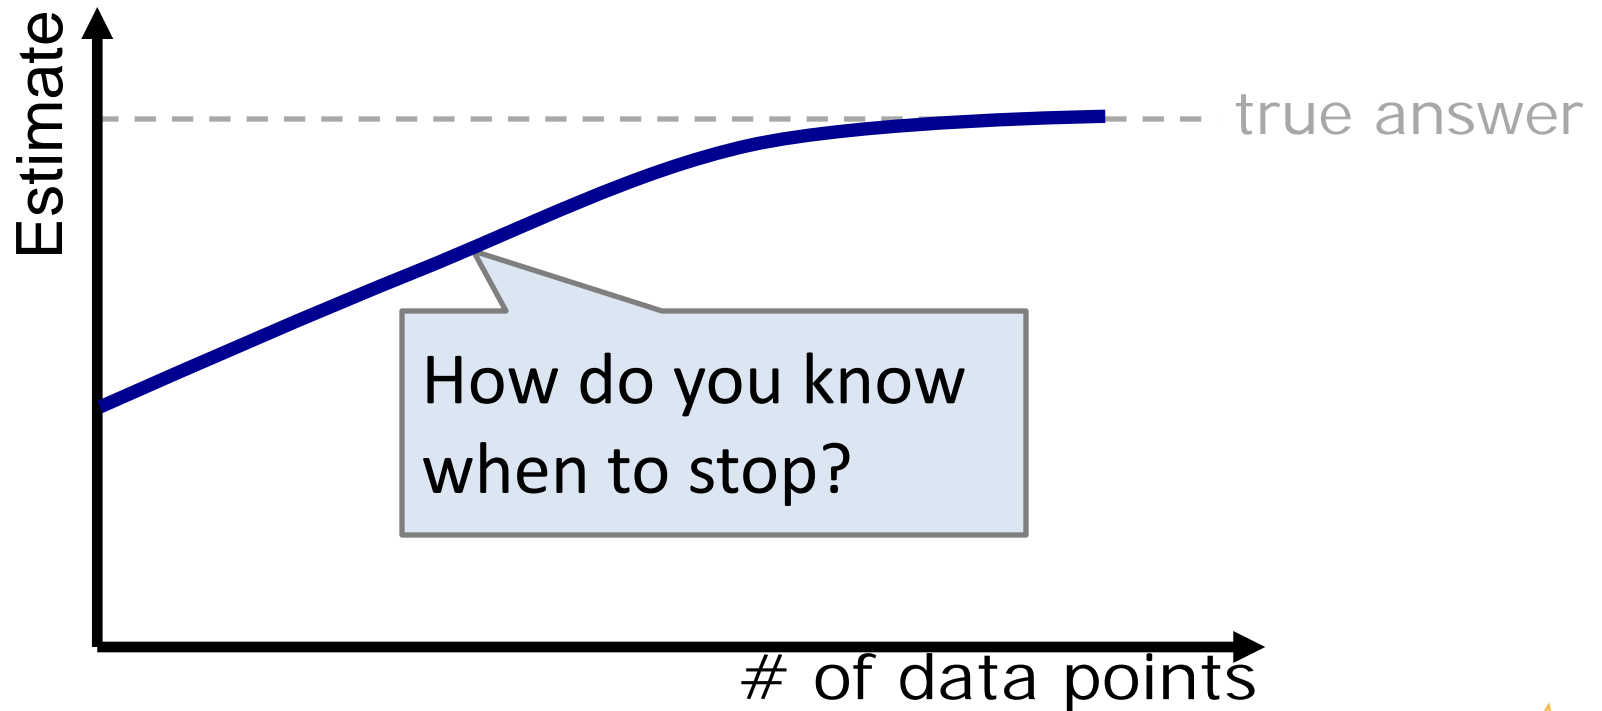 Estimate
true answer
How do you know
when to stop?
# of data points